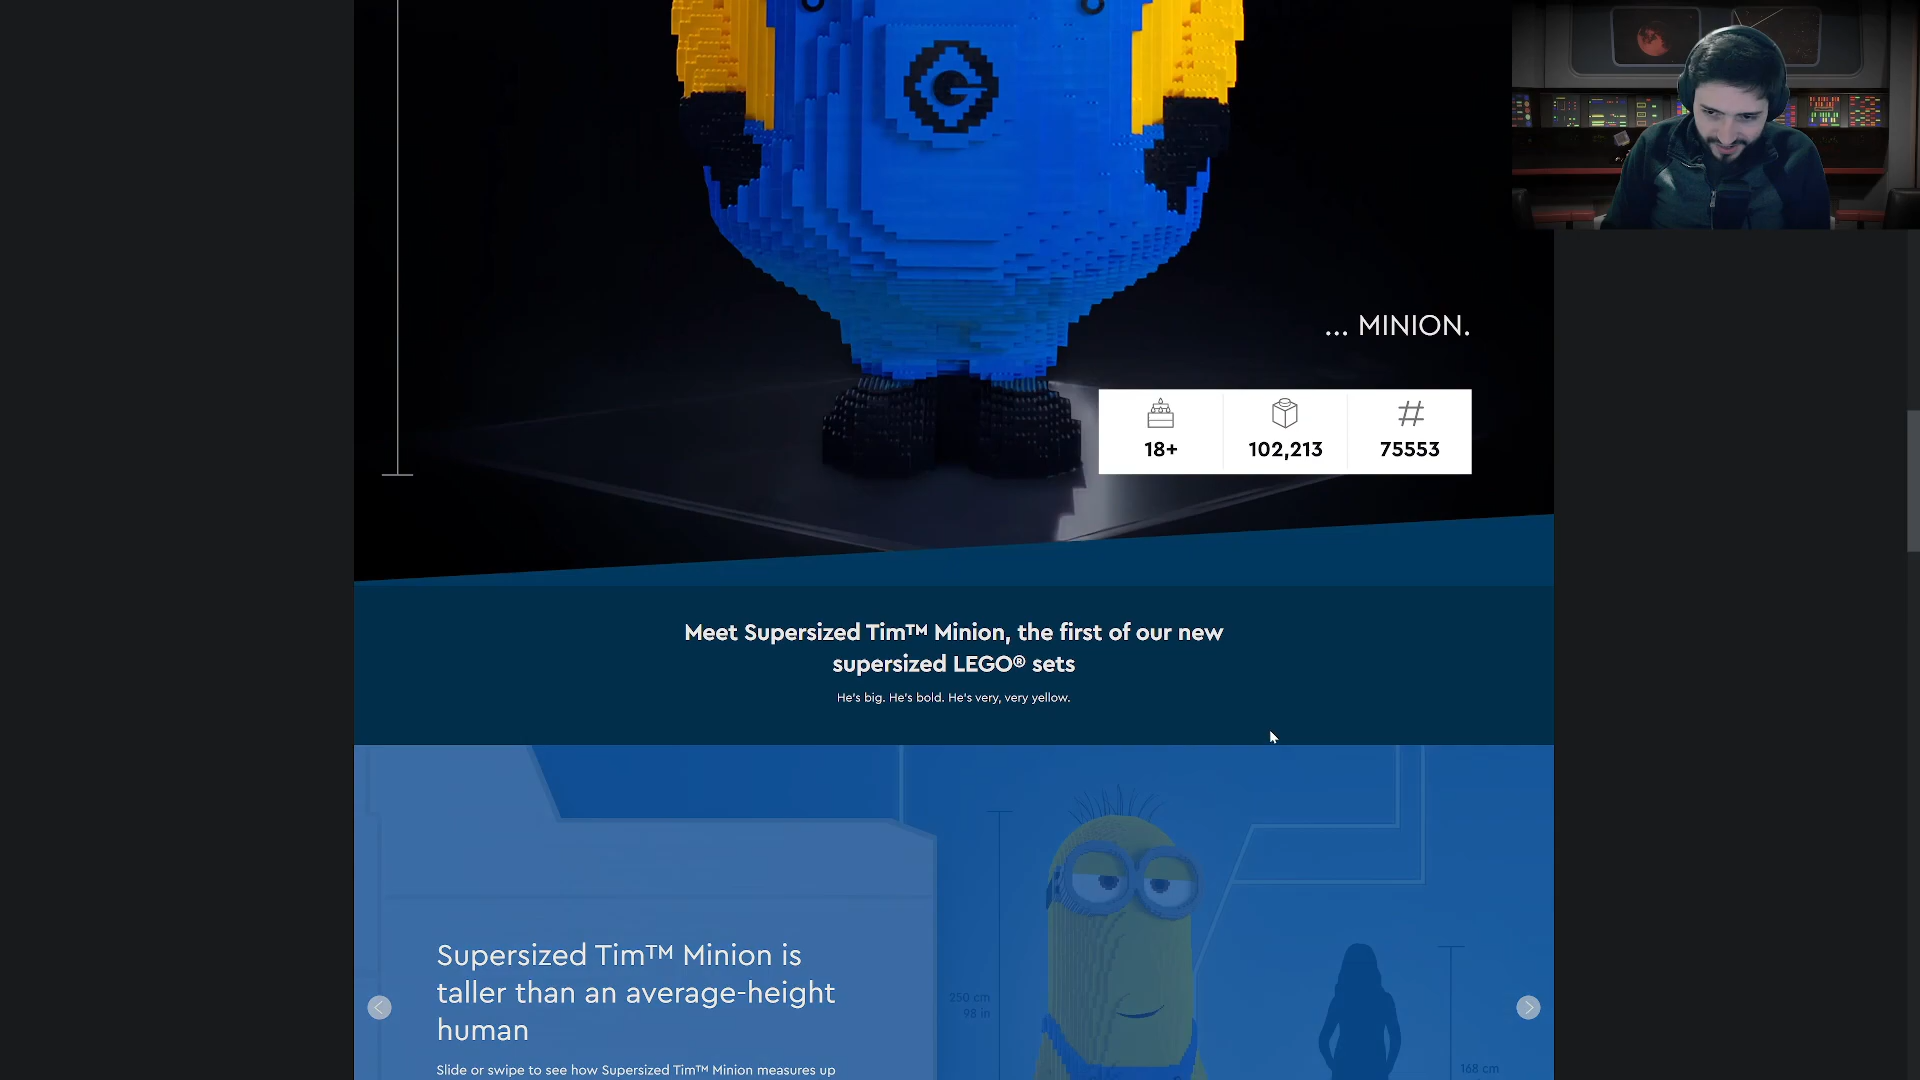 ... MINION.
18+
102,213
#
75553
Meet Supersized Tim™ Minion, the first of our new
supersized LEGO® sets
He's big. He's bold. He's very, very yellow.
Supersized Tim™ Minion is
taller than an average-height
human
Slide or swipe to see how Supersized Tim™ Minion measures up
250 cm
98 in
168 cm